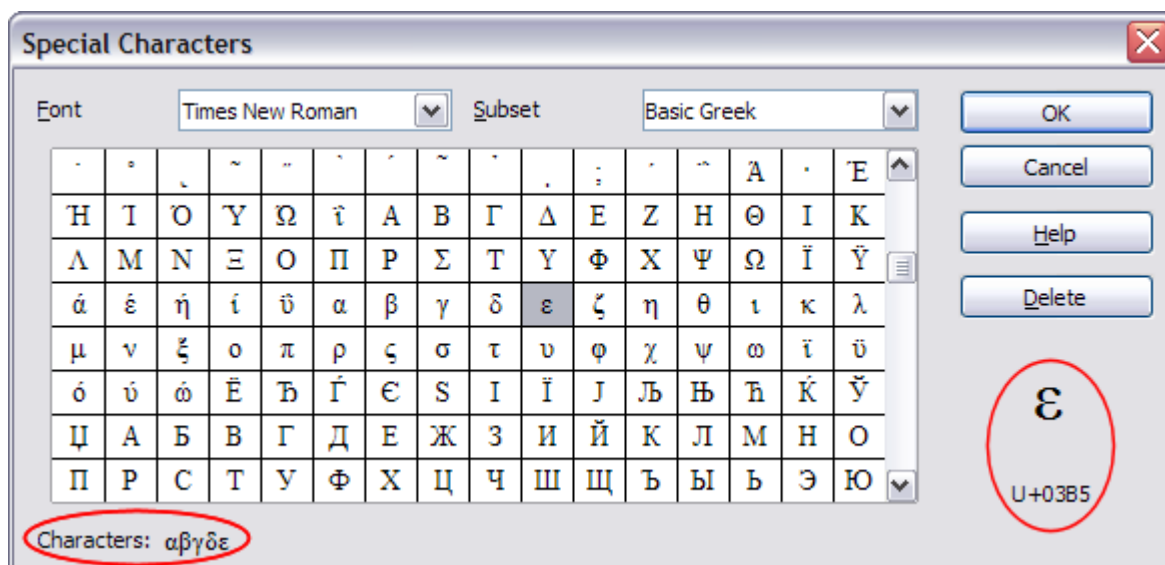 Special Characters
Font Times New Roman Subset Basic Greek OK
Cancel
Help
Delete
Ά · Έ
Ή Ί Ό Ύ Ώ ΐ Α Β Γ Δ Ε Ζ Η Θ Ι Κ
Λ Μ Ν Ξ Ο Π Ρ Σ Τ Υ Φ Χ Ψ Ω Ϊ Ϋ
ά έ ή ί ΰ α β γ δ ε ζ η θ ι κ λ
μ ν ξ ο π ρ ς σ τ υ φ χ ψ ω ϊ ϋ
ό ύ ώ Ё Ђ Ѓ Є Ѕ І Ї Ј Љ Њ Ћ Ќ Ў
Џ А Б В Г Д Е Ж З И Й К Л М Н О
П Р С Т У Ф Х Ц Ч Ш Щ Ъ Ы Ь Э Ю
ε
U+03B5
Characters: αβγδε